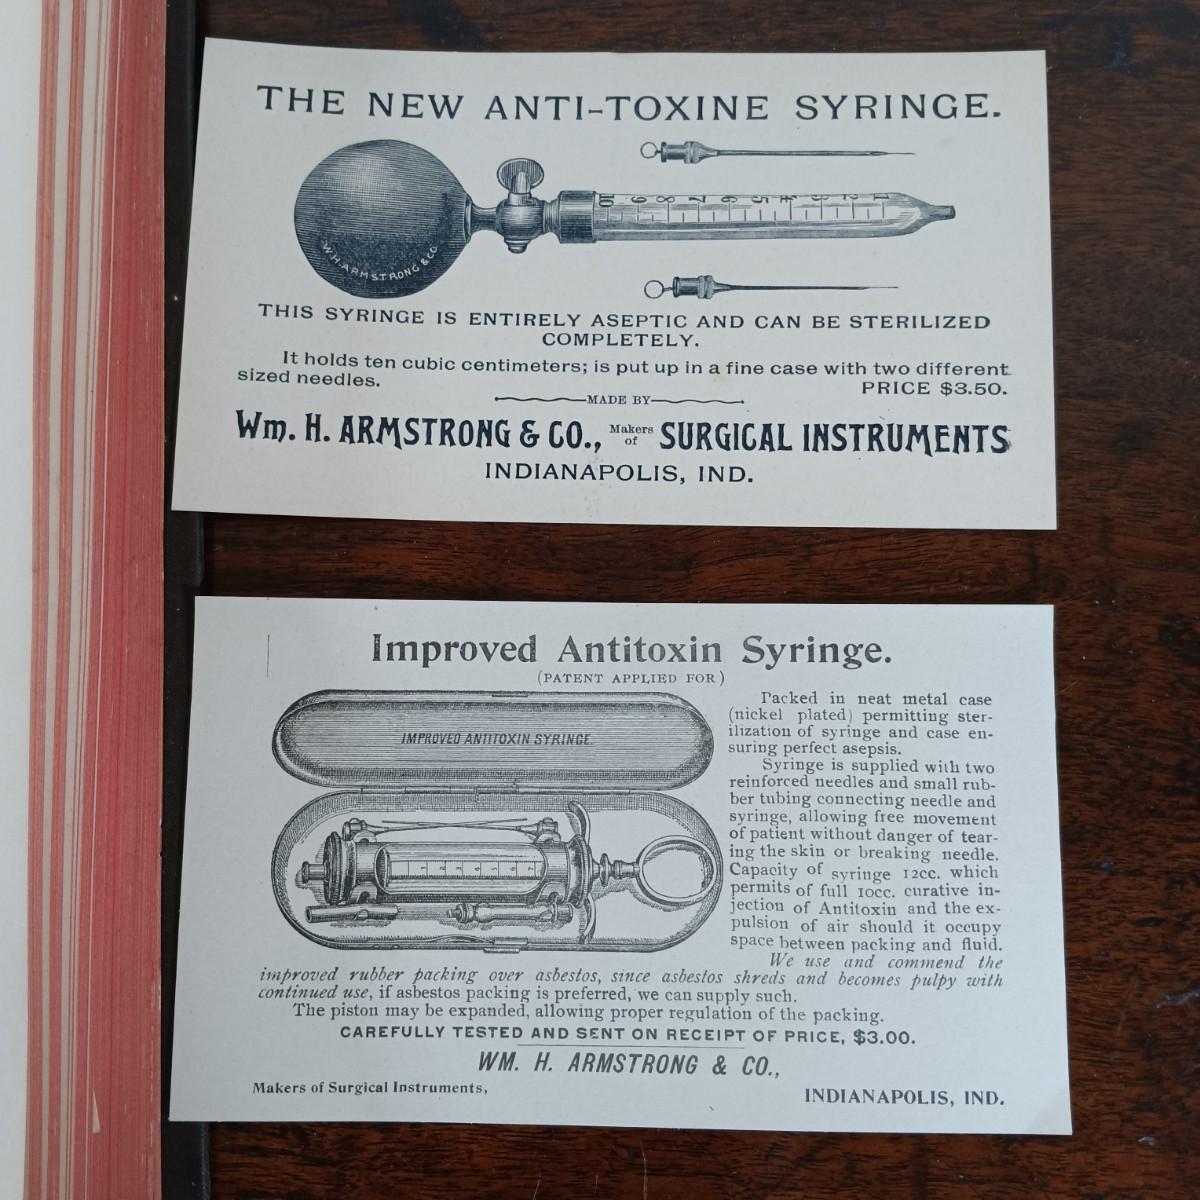 THE NEW ANTI-TOXINE SYRINGE.
10 9 8 7 6 5 4 3 2 1
W.H. ARMSTRONG & CO.
THIS SYRINGE IS ENTIRELY ASEPTIC AND CAN BE STERILIZED
COMPLETELY.
It holds ten cubic centimeters; is put up in a fine case with two different
sized needles. PRICE $3.50.
MADE BY
Wm. H. ARMSTRONG & CO., Makers of SURGICAL INSTRUMENTS
INDIANAPOLIS, IND.
Improved Antitoxin Syringe.
(PATENT APPLIED FOR)
IMPROVED ANTITOXIN SYRINGE.
Packed in neat metal case
(nickel plated) permitting ster-
ilization of syringe and case en-
suring perfect asepsis.
Syringe is supplied with two
reinforced needles and small rub-
ber tubing connecting needle and
syringe, allowing free movement
of patient without danger of tear-
ing the skin or breaking needle.
Capacity of syringe 12cc. which
permits of full 10cc. curative in-
jection of Antitoxin and the ex-
pulsion of air should it occupy
space between packing and fluid.
We use and commend the
improved rubber packing over asbestos, since asbestos shreds and becomes pulpy with
continued use, if asbestos packing is preferred, we can supply such.
The piston may be expanded, allowing proper regulation of the packing.
CAREFULLY TESTED AND SENT ON RECEIPT OF PRICE, $3.00.
WM. H. ARMSTRONG & CO.,
Makers of Surgical Instruments, INDIANAPOLIS, IND.